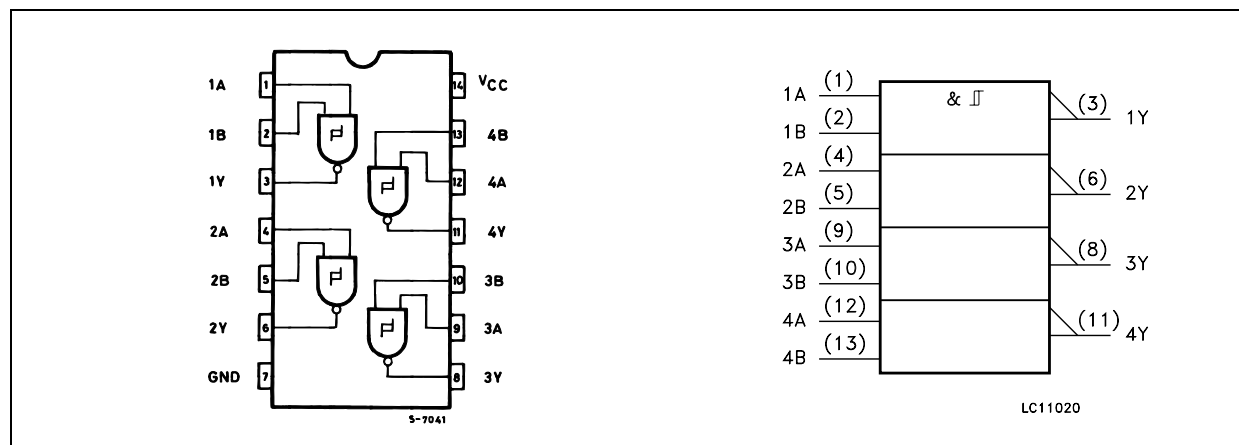 1A 1 14 VCC
1B 2 13 4B
1Y 3 12 4A
2A 4 11 4Y
2B 5 10 3B
2Y 6 9 3A
GND 7 8 3Y
S-7041
& 
1A (1)
1B (2)
2A (4)
2B (5)
3A (9)
3B (10)
4A (12)
4B (13)
(3) 1Y
(6) 2Y
(8) 3Y
(11) 4Y
LC11020